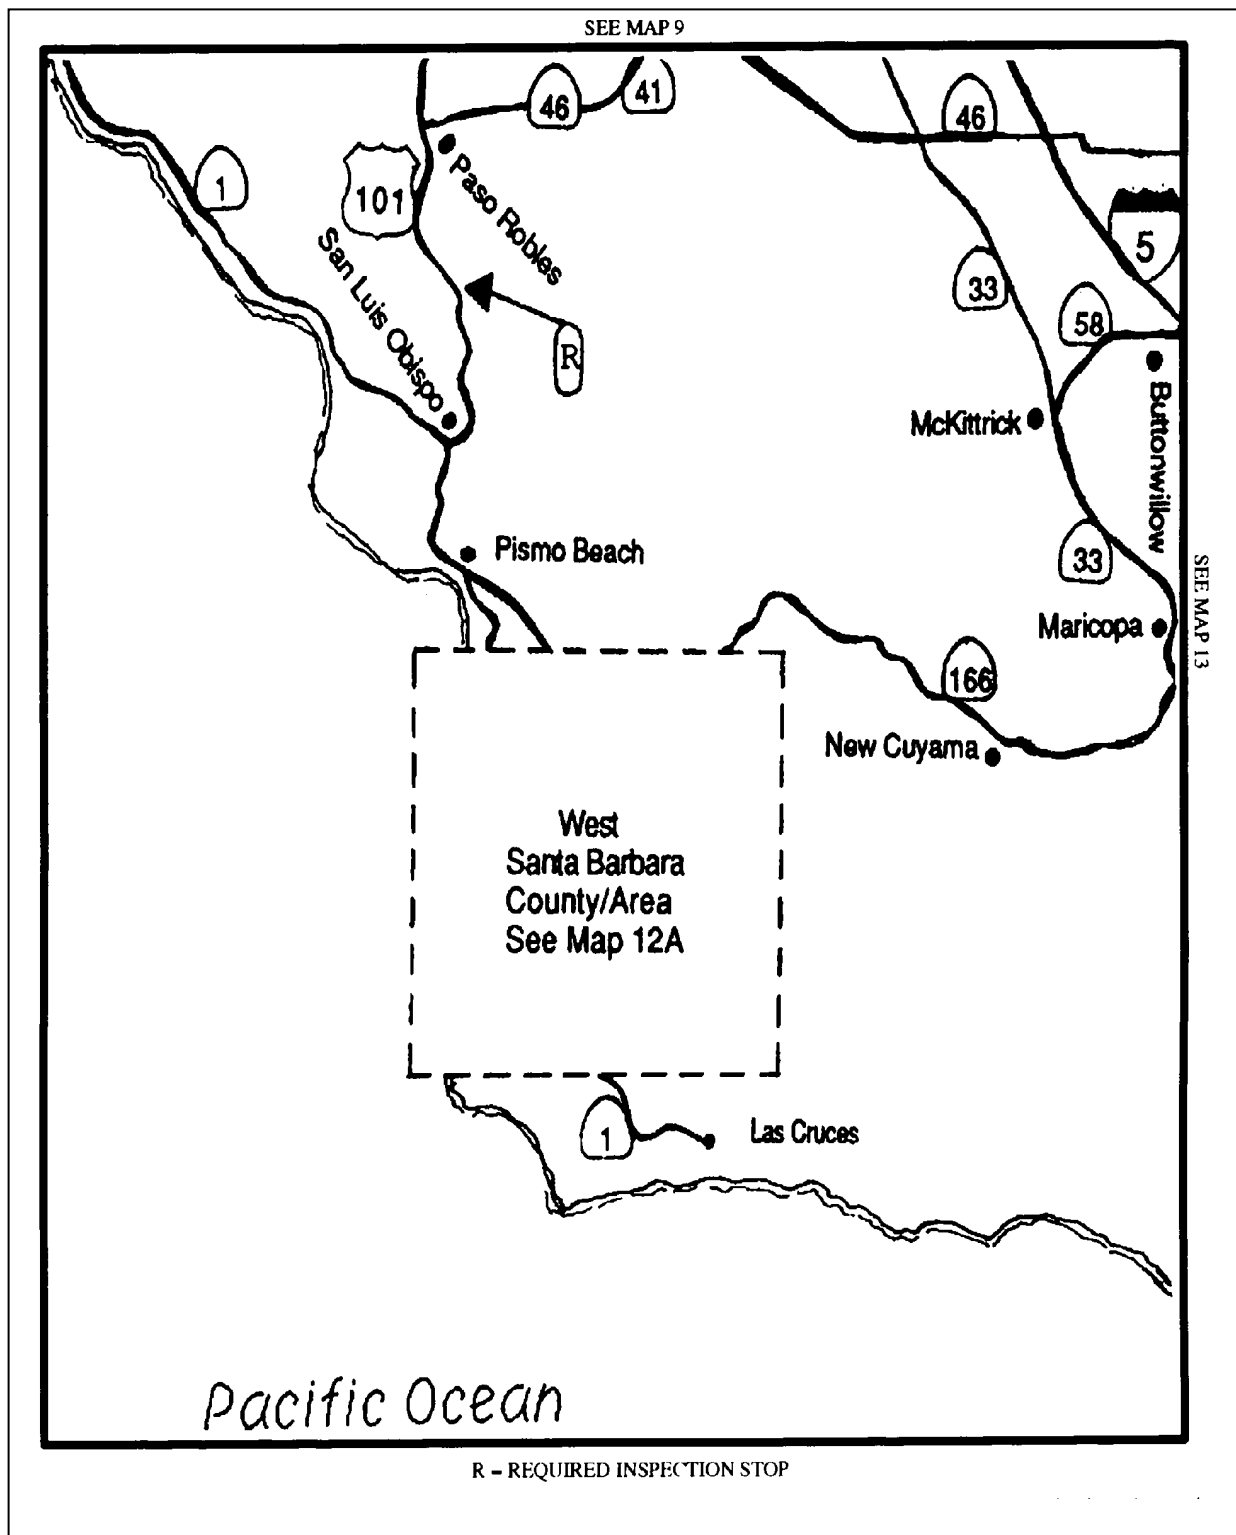 SEE MAP 9
46
41
46
1
101
Paso Robles
5
San Luis Obispo
33
58
R
McKittrick
Buttonwillow
Pismo Beach
33
SEE MAP 13
Maricopa
166
New Cuyama
West
Santa Barbara
County/Area
See Map 12A
1
Las Cruces
Pacific Ocean
R – REQUIRED INSPECTION STOP